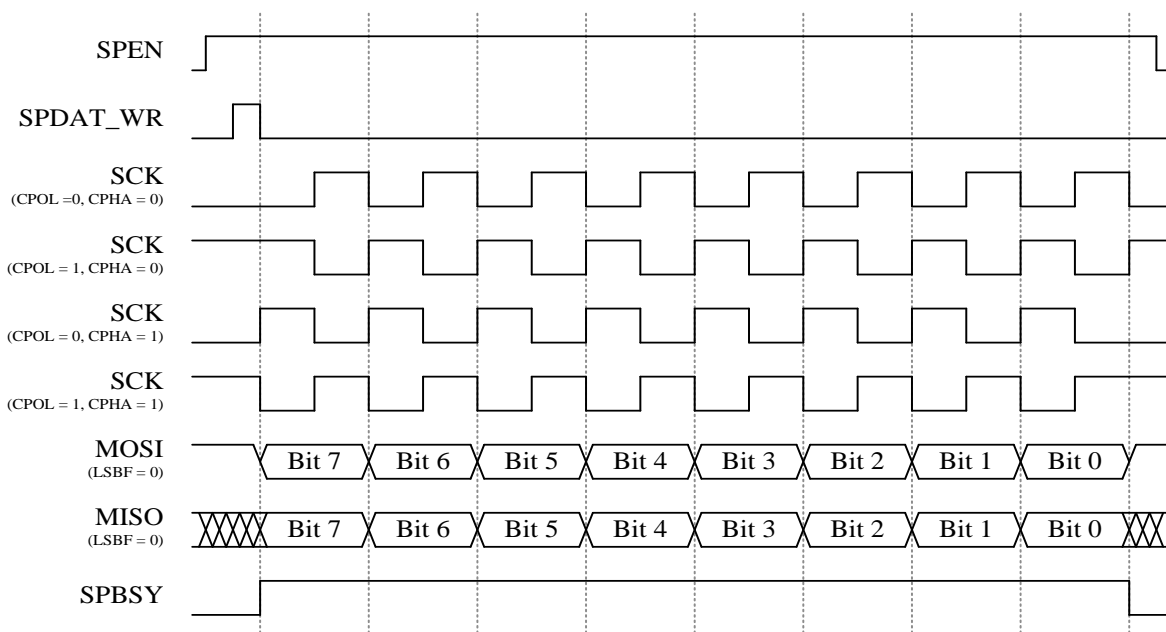 SPEN
SPDAT_WR
SCK
(CPOL =0, CPHA = 0)
SCK
(CPOL = 1, CPHA = 0)
SCK
(CPOL = 0, CPHA = 1)
SCK
(CPOL = 1, CPHA = 1)
MOSI
(LSBF = 0)
Bit 7 Bit 6 Bit 5 Bit 4 Bit 3 Bit 2 Bit 1 Bit 0
MISO
(LSBF = 0)
Bit 7 Bit 6 Bit 5 Bit 4 Bit 3 Bit 2 Bit 1 Bit 0
SPBSY